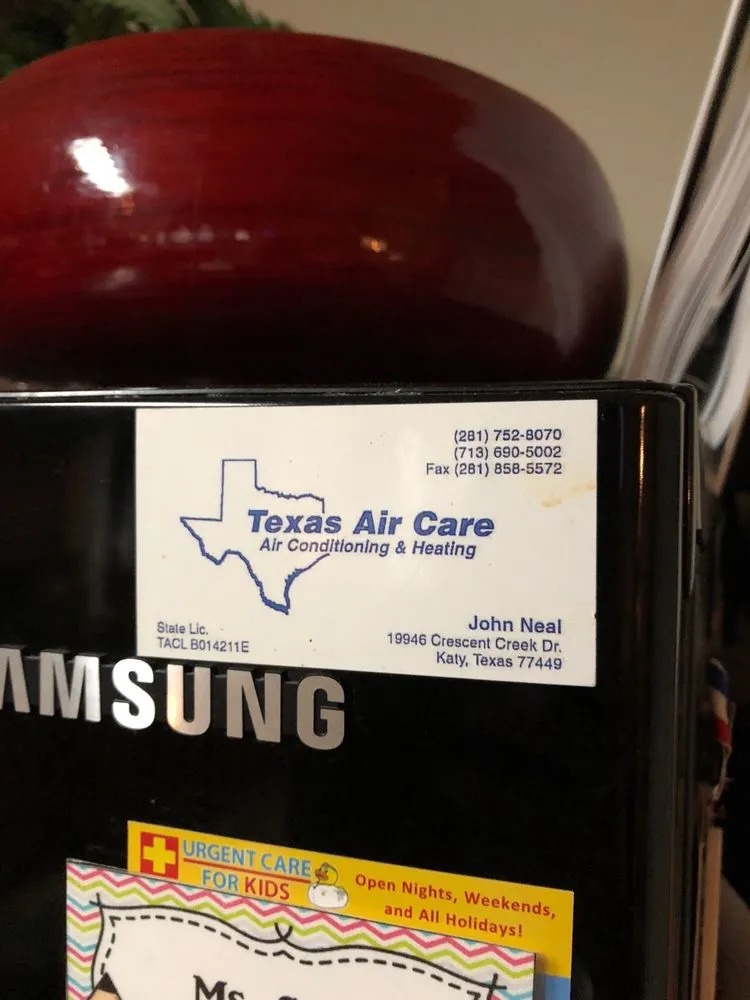 (281) 752-8070
(713) 690-5002
Fax (281) 858-5572
Texas Air Care
Air Conditioning & Heating
State Lic.
TACL B014211E
John Neal
19946 Crescent Creek Dr.
Katy, Texas 77449
AMSUNG
URGENT CARE
FOR KIDS
Open Nights, Weekends,
and All Holidays!
Ms.